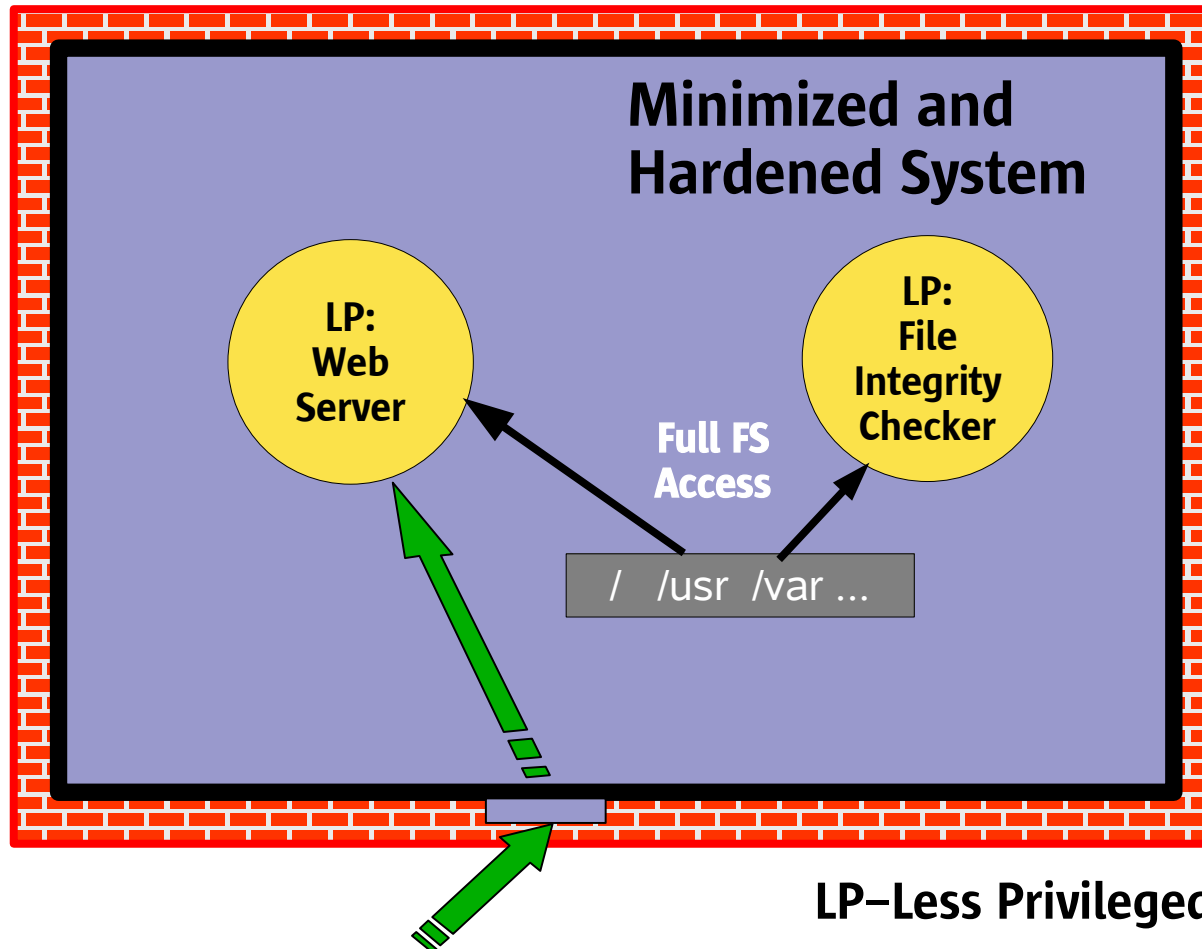 Minimized and
Hardened System
LP:
Web
Server
LP:
File
Integrity
Checker
Full FS
Access
/ /usr /var ...
LP–Less Privileged